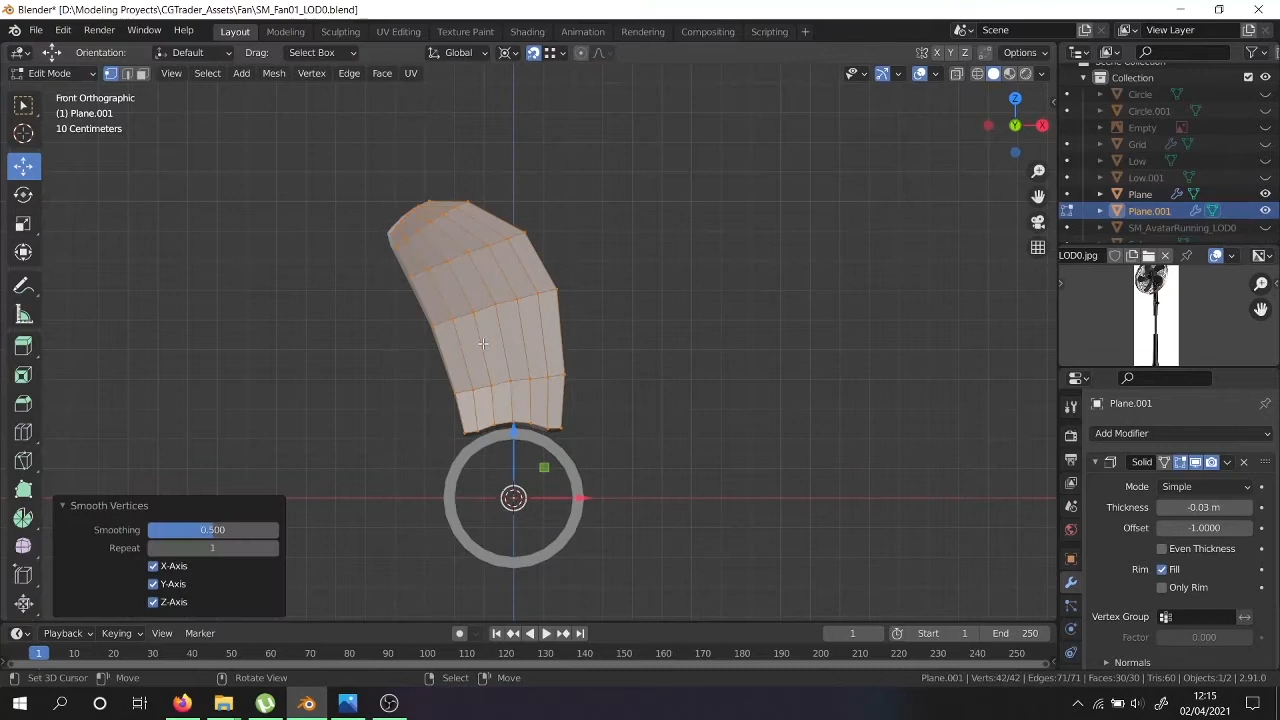 Blender* [D:\Modeling Projects\CGTrader_Assets\Fan\SM_Fan01_LOD0.blend]
File Edit Render Window Help Layout Modeling Sculpting UV Editing Texture Paint Shading Animation Rendering Compositing Scripting + Scene View Layer
Orientation: Default Drag: Select Box Global X Y Z Options
Edit Mode View Select Add Mesh Vertex Edge Face UV
Front Orthographic
(1) Plane.001
10 Centimeters
Z
Y
X
Collection
Circle
Circle.001
Empty
Grid
Low
Low.001
Plane
Plane.001
SM_AvatarRunning_LOD0
LOD0.jpg
Plane.001
Add Modifier
Solid
Mode Simple
Thickness -0.03 m
Offset -1.0000
Even Thickness
Rim Fill
Only Rim
Vertex Group
Factor 0.000
Normals
Smooth Vertices
Smoothing 0.500
Repeat 1
X-Axis
Y-Axis
Z-Axis
Playback Keying View Marker 1 Start 1 End 250
1 10 20 30 40 50 60 70 80 90 100 110 120 130 140 150 160 170 180 190 200 210 220 230 240 250
Set 3D Cursor Move Rotate View Select Move Plane.001 | Verts:42/42 | Edges:71/71 | Faces:30/30 | Tris:60 | Objects:1/2 | 2.91.0
12:15
02/04/2021